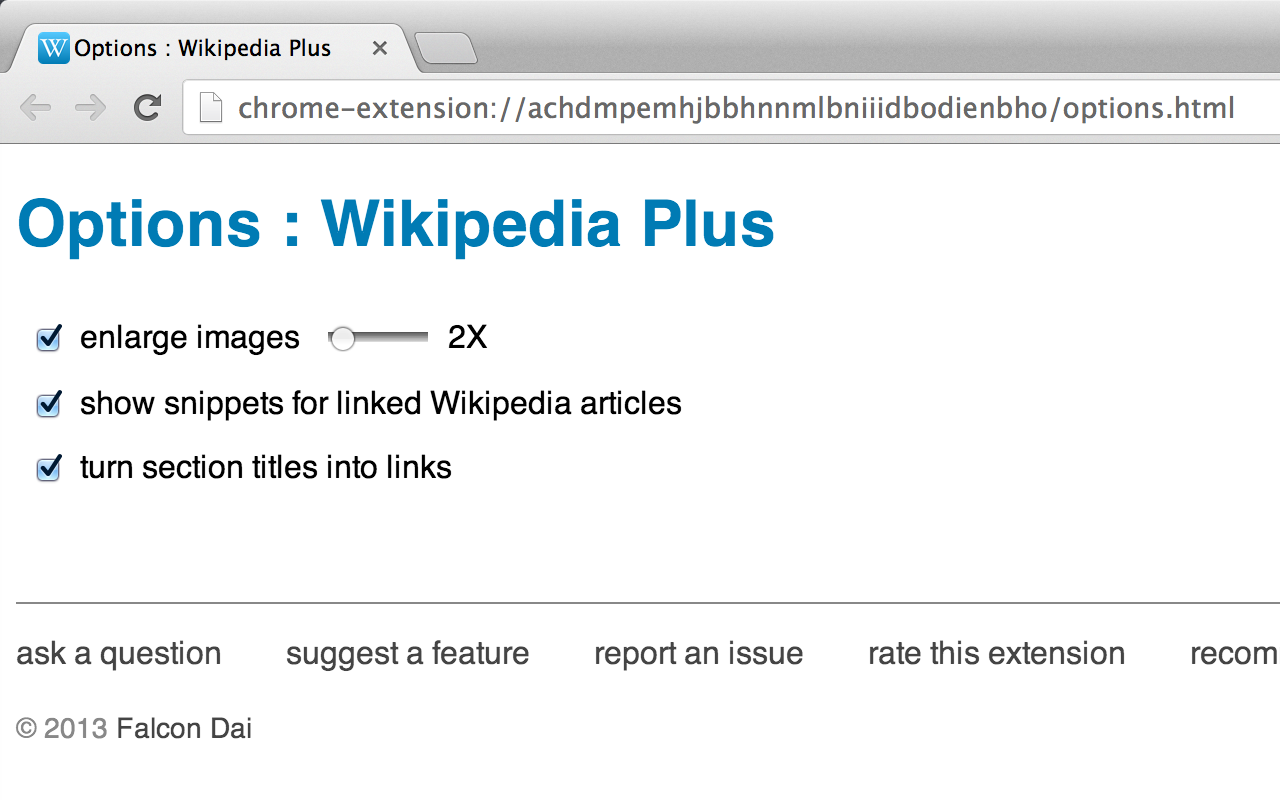 Options : Wikipedia Plus
chrome-extension://achdmpemhjbbhnnmlbniiidbodienbho/options.html
Options : Wikipedia Plus
enlarge images 2X
show snippets for linked Wikipedia articles
turn section titles into links
ask a question suggest a feature report an issue rate this extension recom
© 2013 Falcon Dai